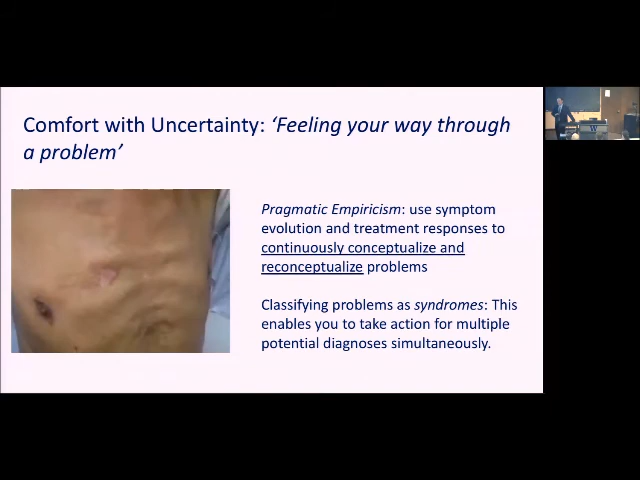 Comfort with Uncertainty: ‘Feeling your way through
a problem’
Pragmatic Empiricism: use symptom
evolution and treatment responses to
continuously conceptualize and
reconceptualize problems
Classifying problems as syndromes: This
enables you to take action for multiple
potential diagnoses simultaneously.